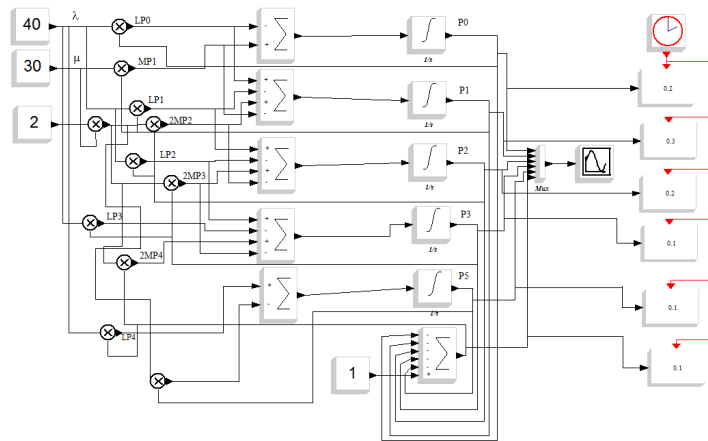 40 λ LP0 P0
30 μ MP1 1/s
0.2
LP1 P1
2 2MP2 1/s 0.3
LP2 P2
2MP3 1/s Mux 0.2
LP3 P3
1/s 0.1
2MP4
P5
1/s 0.1
LP4
1 0.1